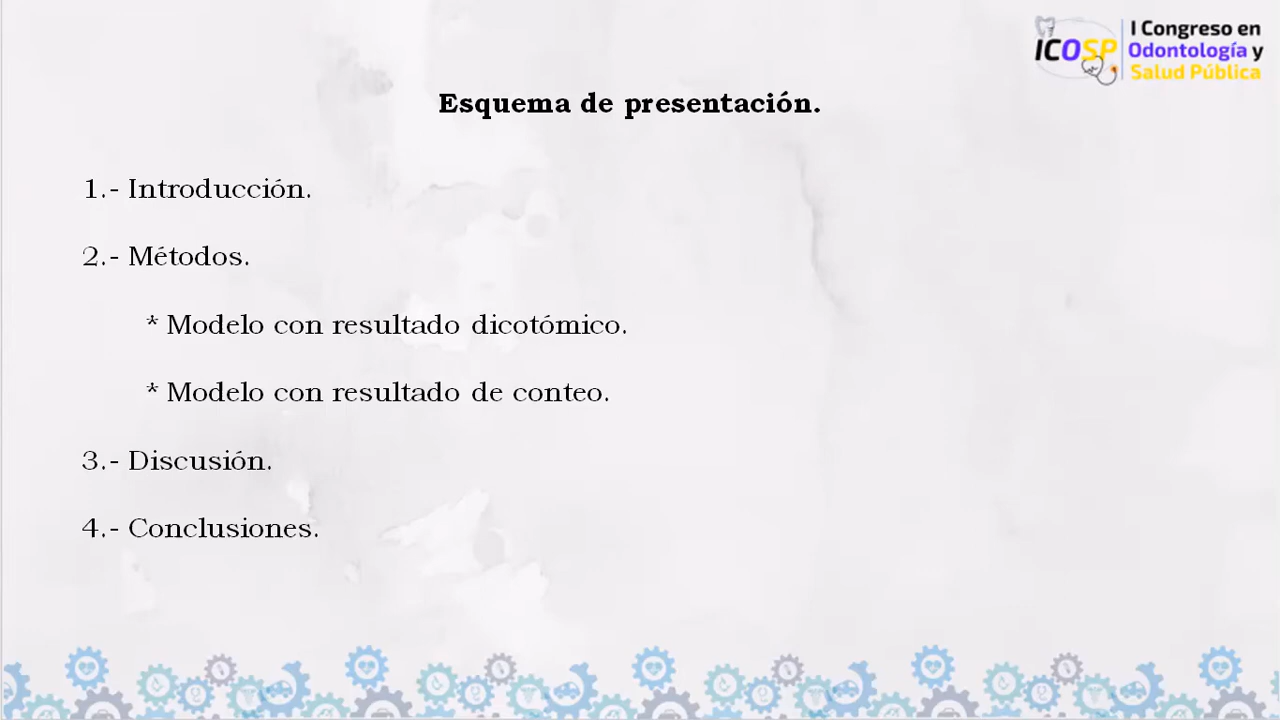 ICOSP
I Congreso en
Odontología y
Salud Pública
Esquema de presentación.
1.- Introducción.
2.- Métodos.
* Modelo con resultado dicotómico.
* Modelo con resultado de conteo.
3.- Discusión.
4.- Conclusiones.